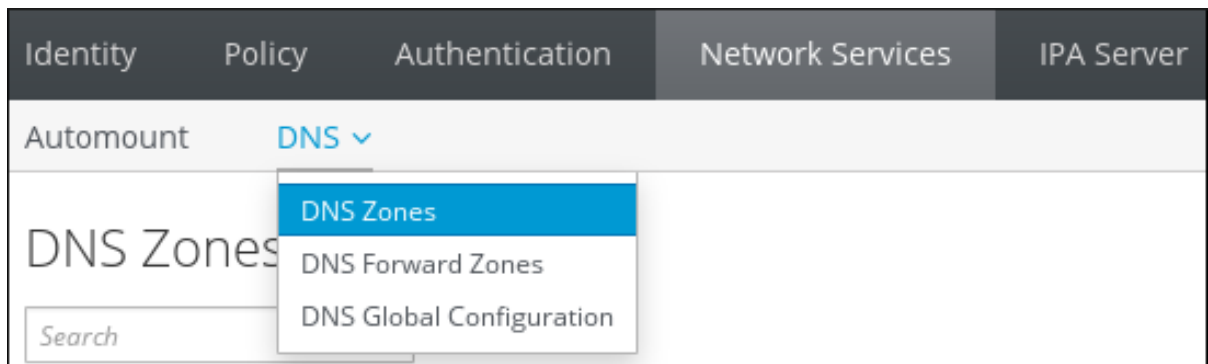 Identity Policy Authentication Network Services IPA Server
Automount DNS
DNS Zones
DNS Zones
DNS Forward Zones
DNS Global Configuration
Search